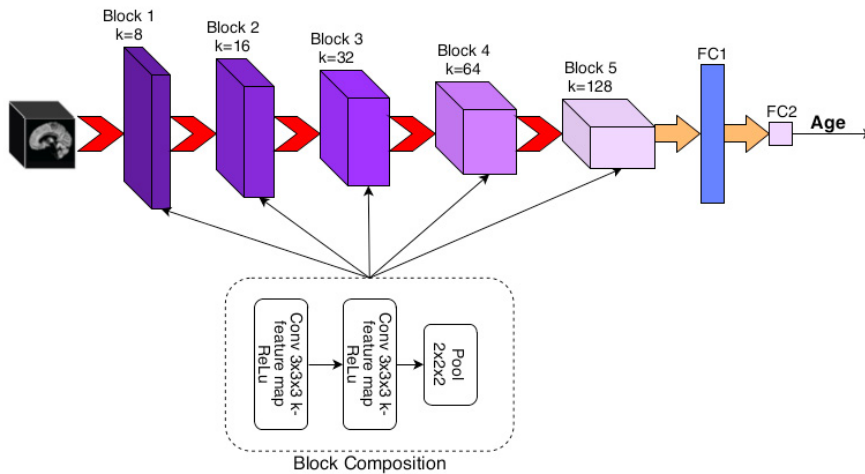 Block 1
k=8
Block 2
k=16
Block 3
k=32
Block 4
k=64
Block 5
k=128
FC1
FC2
Age
Conv 3x3x3 k-
feature map
ReLu
Conv 3x3x3 k-
feature map
ReLu
Pool
2x2x2
Block Composition